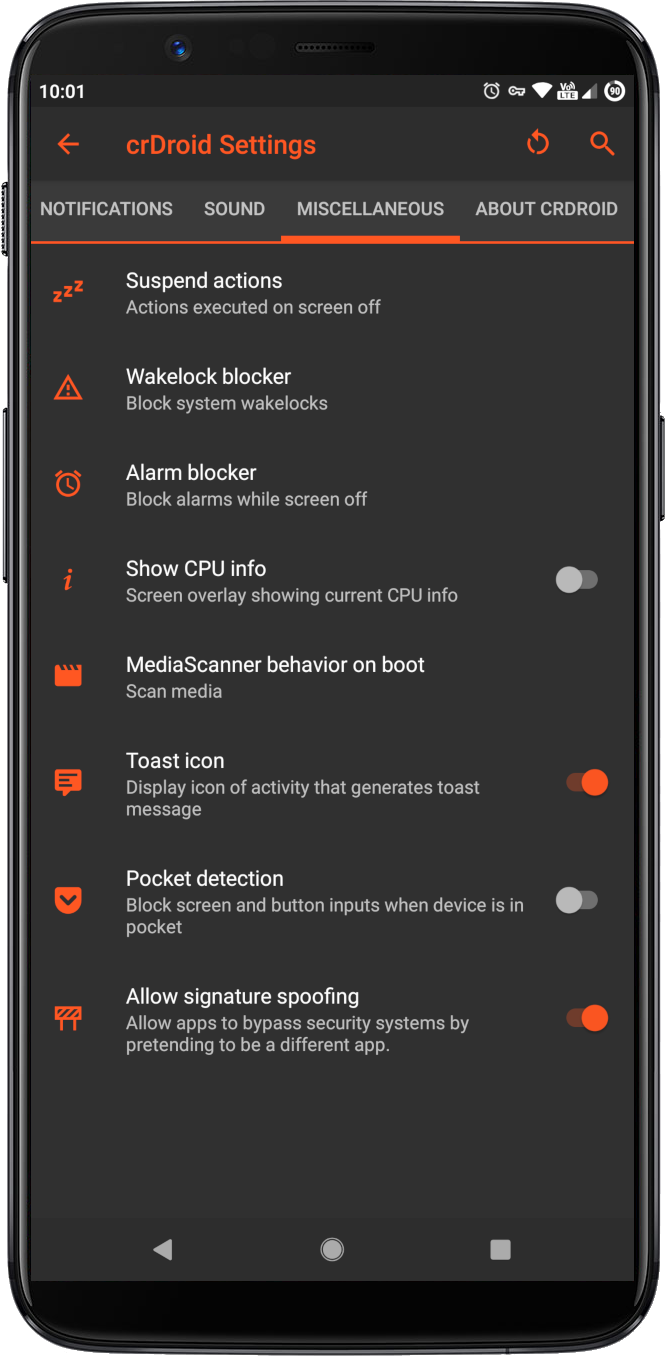 10:01
Vo))
LTE
90
crDroid Settings
NOTIFICATIONS SOUND MISCELLANEOUS ABOUT CRDROID
zzz
Suspend actions
Actions executed on screen off
Wakelock blocker
Block system wakelocks
Alarm blocker
Block alarms while screen off
i
Show CPU info
Screen overlay showing current CPU info
MediaScanner behavior on boot
Scan media
Toast icon
Display icon of activity that generates toast
message
Pocket detection
Block screen and button inputs when device is in
pocket
Allow signature spoofing
Allow apps to bypass security systems by
pretending to be a different app.